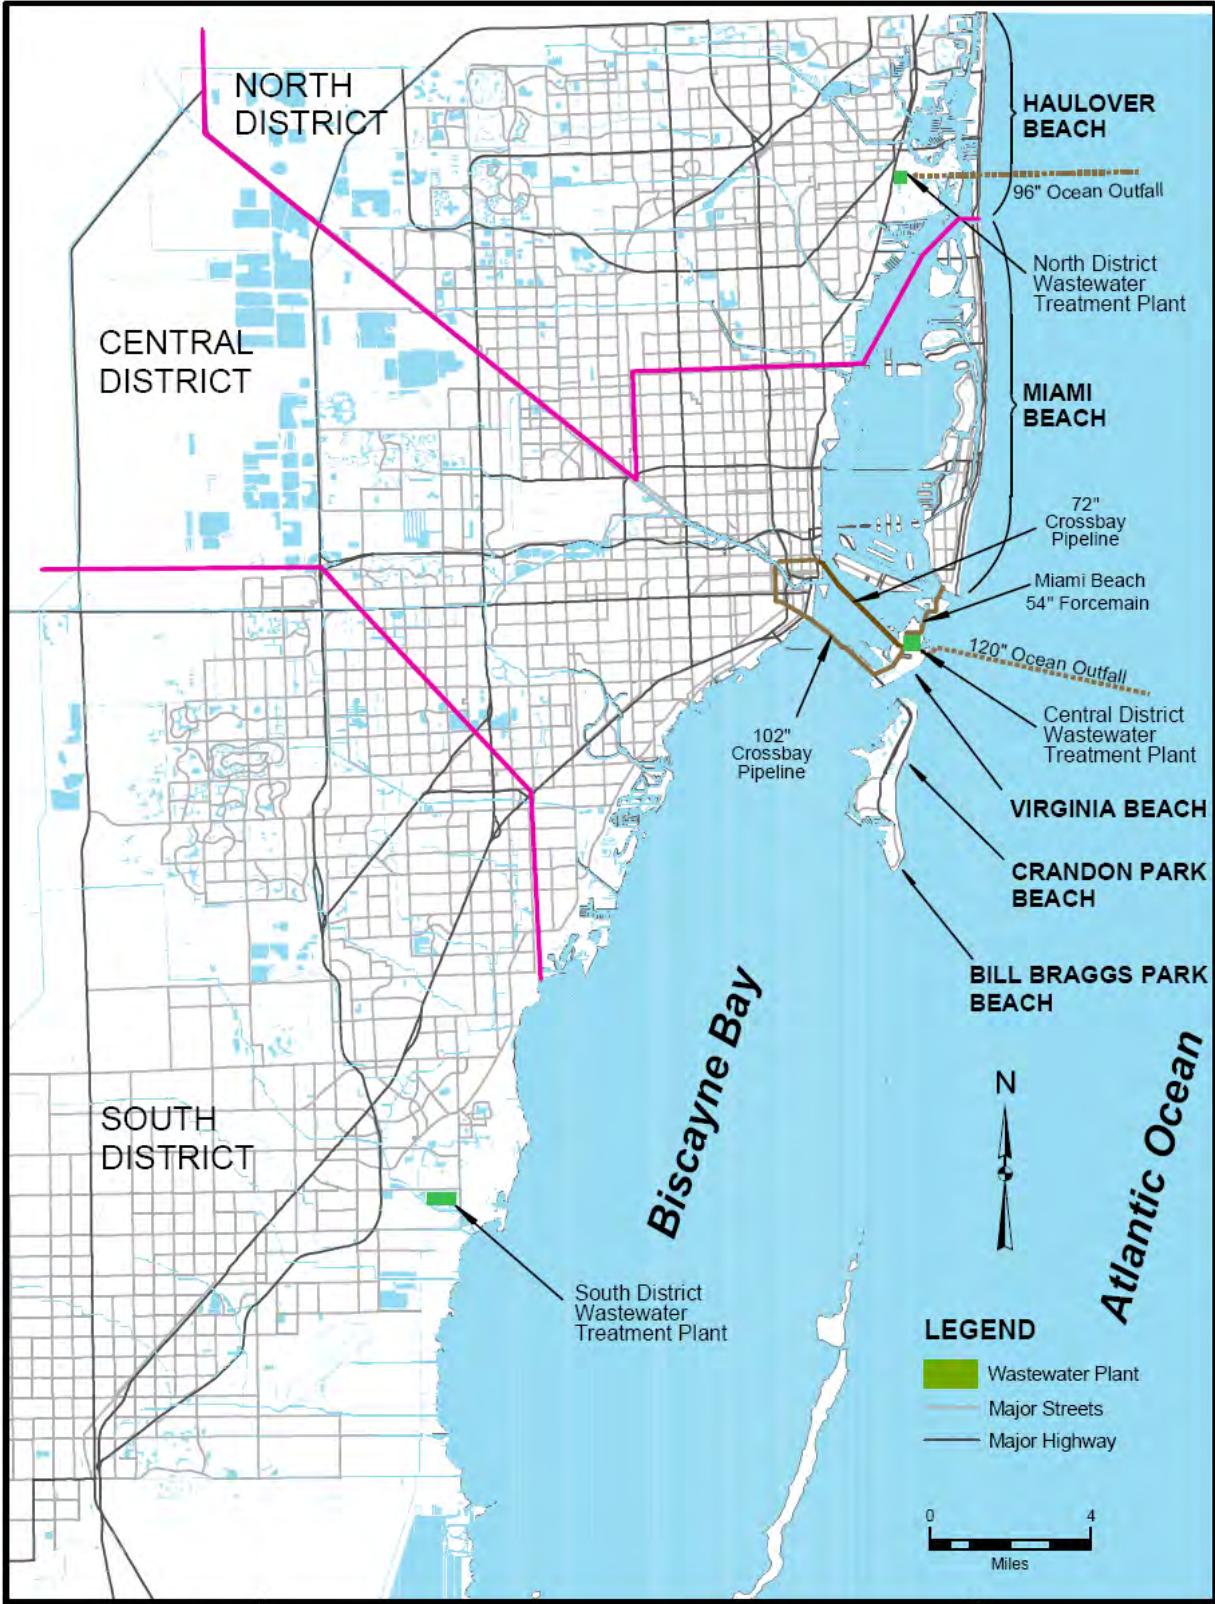 NORTH
DISTRICT
HAULOVER
BEACH
96" Ocean Outfall
North District
Wastewater
Treatment Plant
CENTRAL
DISTRICT
MIAMI
BEACH
72"
Crossbay
Pipeline
Miami Beach
54" Forcemain
120" Ocean Outfall
Central District
Wastewater
Treatment Plant
102"
Crossbay
Pipeline
VIRGINIA BEACH
CRANDON PARK
BEACH
BILL BRAGGS PARK
BEACH
Biscayne Bay
Atlantic Ocean
N
SOUTH
DISTRICT
South District
Wastewater
Treatment Plant
LEGEND
Wastewater Plant
Major Streets
Major Highway
0 4
Miles